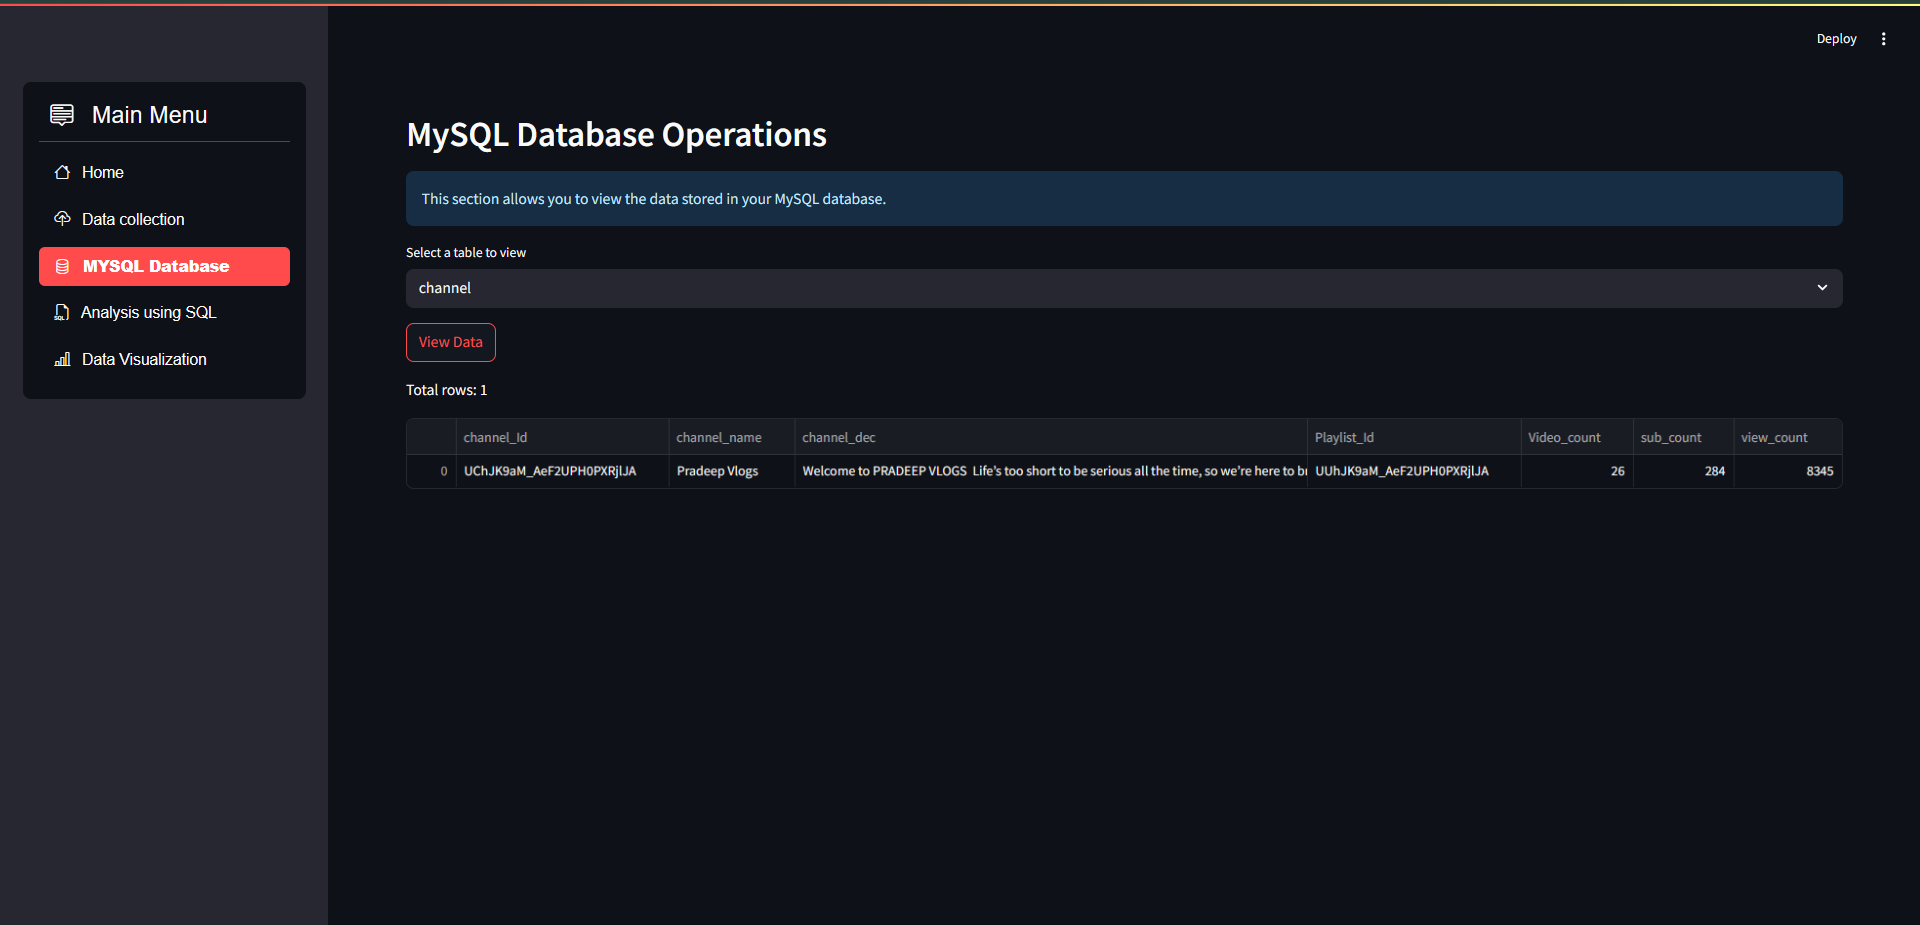 Deploy
Main Menu
Home
Data collection
MYSQL Database
Analysis using SQL
Data Visualization
MySQL Database Operations
This section allows you to view the data stored in your MySQL database.
Select a table to view
channel
View Data
Total rows: 1
channel_Id channel_name channel_dec Playlist_Id Video_count sub_count view_count
0 UChJK9aM_AeF2UPH0PXRjlJA Pradeep Vlogs Welcome to PRADEEP VLOGS Life's too short to be serious all the time, so we're here to br UUhJK9aM_AeF2UPH0PXRjlJA 26 284 8345